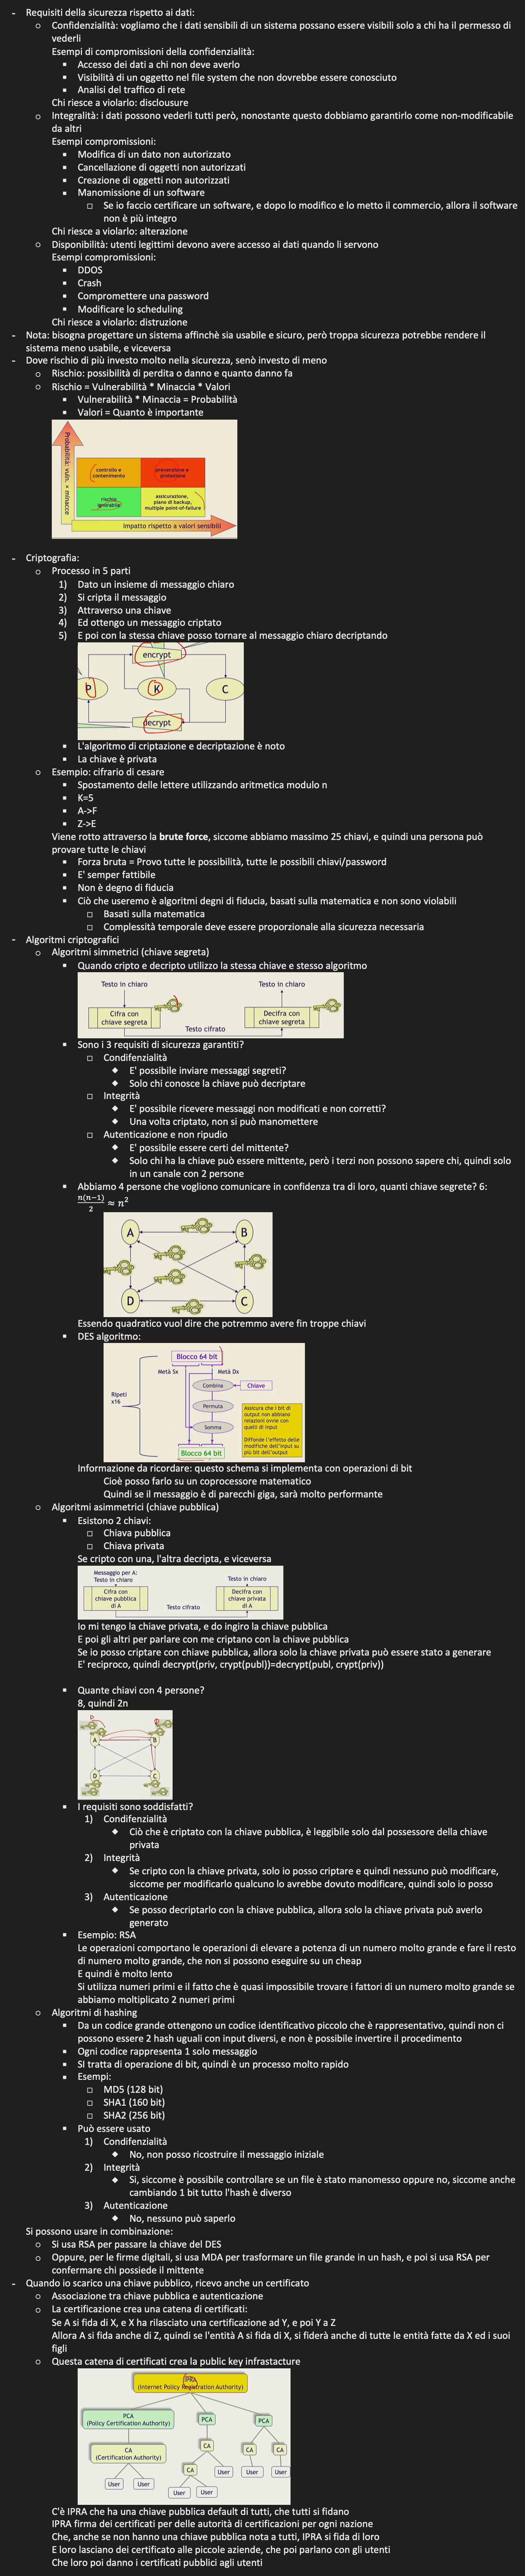 - Requisiti della sicurezza rispetto ai dati:
o Confidenzialità: vogliamo che i dati sensibili di un sistema possano essere visibili solo a chi ha il permesso di
vederli
Esempi di compromissioni della confidenzialità:
▪ Accesso dei dati a chi non deve averlo
▪ Visibilità di un oggetto nel file system che non dovrebbe essere conosciuto
▪ Analisi del traffico di rete
Chi riesce a violarlo: disclousure
o Integralità: i dati possono vederli tutti però, nonostante questo dobbiamo garantirlo come non-modificabile
da altri
Esempi compromissioni:
▪ Modifica di un dato non autorizzato
▪ Cancellazione di oggetti non autorizzati
▪ Creazione di oggetti non autorizzati
▪ Manomissione di un software
□ Se io faccio certificare un software, e dopo lo modifico e lo metto il commercio, allora il software
non è più integro
Chi riesce a violarlo: alterazione
o Disponibilità: utenti legittimi devono avere accesso ai dati quando li servono
Esempi compromissioni:
▪ DDOS
▪ Crash
▪ Compromettere una password
▪ Modificare lo scheduling
Chi riesce a violarlo: distruzione
- Nota: bisogna progettare un sistema affinchè sia usabile e sicuro, però troppa sicurezza potrebbe rendere il
sistema meno usabile, e viceversa
- Dove rischio di più investo molto nella sicurezza, senò investo di meno
o Rischio: possibilità di perdita o danno e quanto danno fa
o Rischio = Vulnerabilità * Minaccia * Valori
▪ Vulnerabilità * Minaccia = Probabilità
▪ Valori = Quanto è importante
Probabilità: vuln. × minacce
controllo e
contenimento
prevenzione e
protezione
rischio
ignorabile
assicurazione,
piano di backup,
multiple point-of-failure
Impatto rispetto a valori sensibili
- Criptografia:
o Processo in 5 parti
1) Dato un insieme di messaggio chiaro
2) Si cripta il messaggio
3) Attraverso una chiave
4) Ed ottengo un messaggio criptato
5) E poi con la stessa chiave posso tornare al messaggio chiaro decriptando
encrypt
P
K
C
decrypt
▪ L'algoritmo di criptazione e decriptazione è noto
▪ La chiave è privata
o Esempio: cifrario di cesare
▪ Spostamento delle lettere utilizzando aritmetica modulo n
▪ K=5
▪ A->F
▪ Z->E
Viene rotto attraverso la brute force, siccome abbiamo massimo 25 chiavi, e quindi una persona può
provare tutte le chiavi
▪ Forza bruta = Provo tutte le possibilità, tutte le possibili chiavi/password
▪ E' semper fattibile
▪ Non è degno di fiducia
▪ Ciò che useremo è algoritmi degni di fiducia, basati sulla matematica e non sono violabili
□ Basati sulla matematica
□ Complessità temporale deve essere proporzionale alla sicurezza necessaria
- Algoritmi criptografici
o Algoritmi simmetrici (chiave segreta)
▪ Quando cripto e decripto utilizzo la stessa chiave e stesso algoritmo
Testo in chiaro
Testo in chiaro
Cifra con
chiave segreta
Decifra con
chiave segreta
Testo cifrato
▪ Sono i 3 requisiti di sicurezza garantiti?
□ Condifenzialità
◆ E' possibile inviare messaggi segreti?
◆ Solo chi conosce la chiave può decriptare
□ Integrità
◆ E' possibile ricevere messaggi non modificati e non corretti?
◆ Una volta criptato, non si può manomettere
□ Autenticazione e non ripudio
◆ E' possibile essere certi del mittente?
◆ Solo chi ha la chiave può essere mittente, però i terzi non possono sapere chi, quindi solo
in un canale con 2 persone
▪ Abbiamo 4 persone che vogliono comunicare in confidenza tra di loro, quanti chiave segrete? 6:
n(n−1)/2 ≈ n²
A
B
D
C
Essendo quadratico vuol dire che potremmo avere fin troppe chiavi
▪ DES algoritmo:
Blocco 64 bit
Metà Sx
Metà Dx
Combina
Chiave
Ripeti
x16
Permuta
Somma
Assicura che i bit di
output non abbiano
relazioni ovvie con
quelli di input
Diffonde l'effetto delle
modifiche dell'input su
più bit dell'output
Blocco 64 bit
Informazione da ricordare: questo schema si implementa con operazioni di bit
Cioè posso farlo su un coprocessore matematico
Quindi se il messaggio è di parecchi giga, sarà molto performante
o Algoritmi asimmetrici (chiave pubblica)
▪ Esistono 2 chiavi:
□ Chiava pubblica
□ Chiava privata
Se cripto con una, l'altra decripta, e viceversa
Messaggio per A:
Testo in chiaro
Testo in chiaro
Cifra con
chiave pubblica
di A
Decifra con
chiave privata
di A
Testo cifrato
Io mi tengo la chiave privata, e do ingiro la chiave pubblica
E poi gli altri per parlare con me criptano con la chiave pubblica
Se io posso criptare con chiave pubblica, allora solo la chiave privata può essere stato a generare
E' reciproco, quindi decrypt(priv, crypt(publ))=decrypt(publ, crypt(priv))
▪ Quante chiavi con 4 persone?
8, quindi 2n
A
B
D
C
▪ I requisiti sono soddisfatti?
1) Condifenzialità
◆ Ciò che è criptato con la chiave pubblica, è leggibile solo dal possessore della chiave
privata
2) Integrità
◆ Se cripto con la chiave privata, solo io posso criptare e quindi nessuno può modificare,
siccome per modificarlo qualcuno lo avrebbe dovuto modificare, quindi solo io posso
3) Autenticazione
◆ Se posso decriptarlo con la chiave pubblica, allora solo la chiave privata può averlo
generato
▪ Esempio: RSA
Le operazioni comportano le operazioni di elevare a potenza di un numero molto grande e fare il resto
di numero molto grande, che non si possono eseguire su un cheap
E quindi è molto lento
Si utilizza numeri primi e il fatto che è quasi impossibile trovare i fattori di un numero molto grande se
abbiamo moltiplicato 2 numeri primi
o Algoritmi di hashing
▪ Da un codice grande ottengono un codice identificativo piccolo che è rappresentativo, quindi non ci
possono essere 2 hash uguali con input diversi, e non è possibile invertire il procedimento
▪ Ogni codice rappresenta 1 solo messaggio
▪ SI tratta di operazione di bit, quindi è un processo molto rapido
▪ Esempi:
□ MD5 (128 bit)
□ SHA1 (160 bit)
□ SHA2 (256 bit)
▪ Può essere usato
1) Condifenzialità
◆ No, non posso ricostruire il messaggio iniziale
2) Integrità
◆ Si, siccome è possibile controllare se un file è stato manomesso oppure no, siccome anche
cambiando 1 bit tutto l'hash è diverso
3) Autenticazione
◆ No, nessuno può saperlo
Si possono usare in combinazione:
o Si usa RSA per passare la chiave del DES
o Oppure, per le firme digitali, si usa MDA per trasformare un file grande in un hash, e poi si usa RSA per
confermare chi possiede il mittente
- Quando io scarico una chiave pubblico, ricevo anche un certificato
o Associazione tra chiave pubblica e autenticazione
o La certificazione crea una catena di certificati:
Se A si fida di X, e X ha rilasciato una certificazione ad Y, e poi Y a Z
Allora A si fida anche di Z, quindi se l'entità A si fida di X, si fiderà anche di tutte le entità fatte da X ed i suoi
figli
o Questa catena di certificati crea la public key infrastacture
IPRA
(Internet Policy Registration Authority)
PCA
(Policy Certification Authority)
PCA
PCA
CA
(Certification Authority)
CA
CA
CA
CA
User
User
User
User
User
User
User
C'è IPRA che ha una chiave pubblica default di tutti, che tutti si fidano
IPRA firma dei certificati per delle autorità di certificazioni per ogni nazione
Che, anche se non hanno una chiave pubblica nota a tutti, IPRA si fida di loro
E loro lasciano dei certificato alle piccole aziende, che poi parlano con gli utenti
Che loro poi danno i certificati pubblici agli utenti